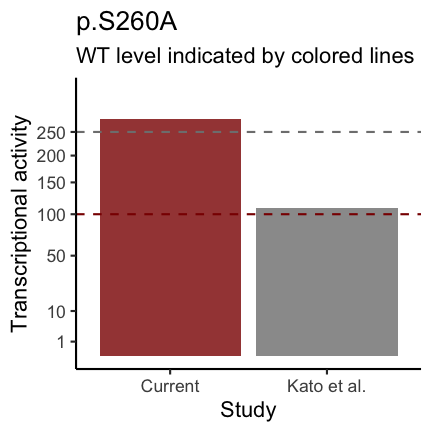 p.S260A
WT level indicated by colored lines
Transcriptional activity
250
200
150
100
50
10
1
Current
Kato et al.
Study